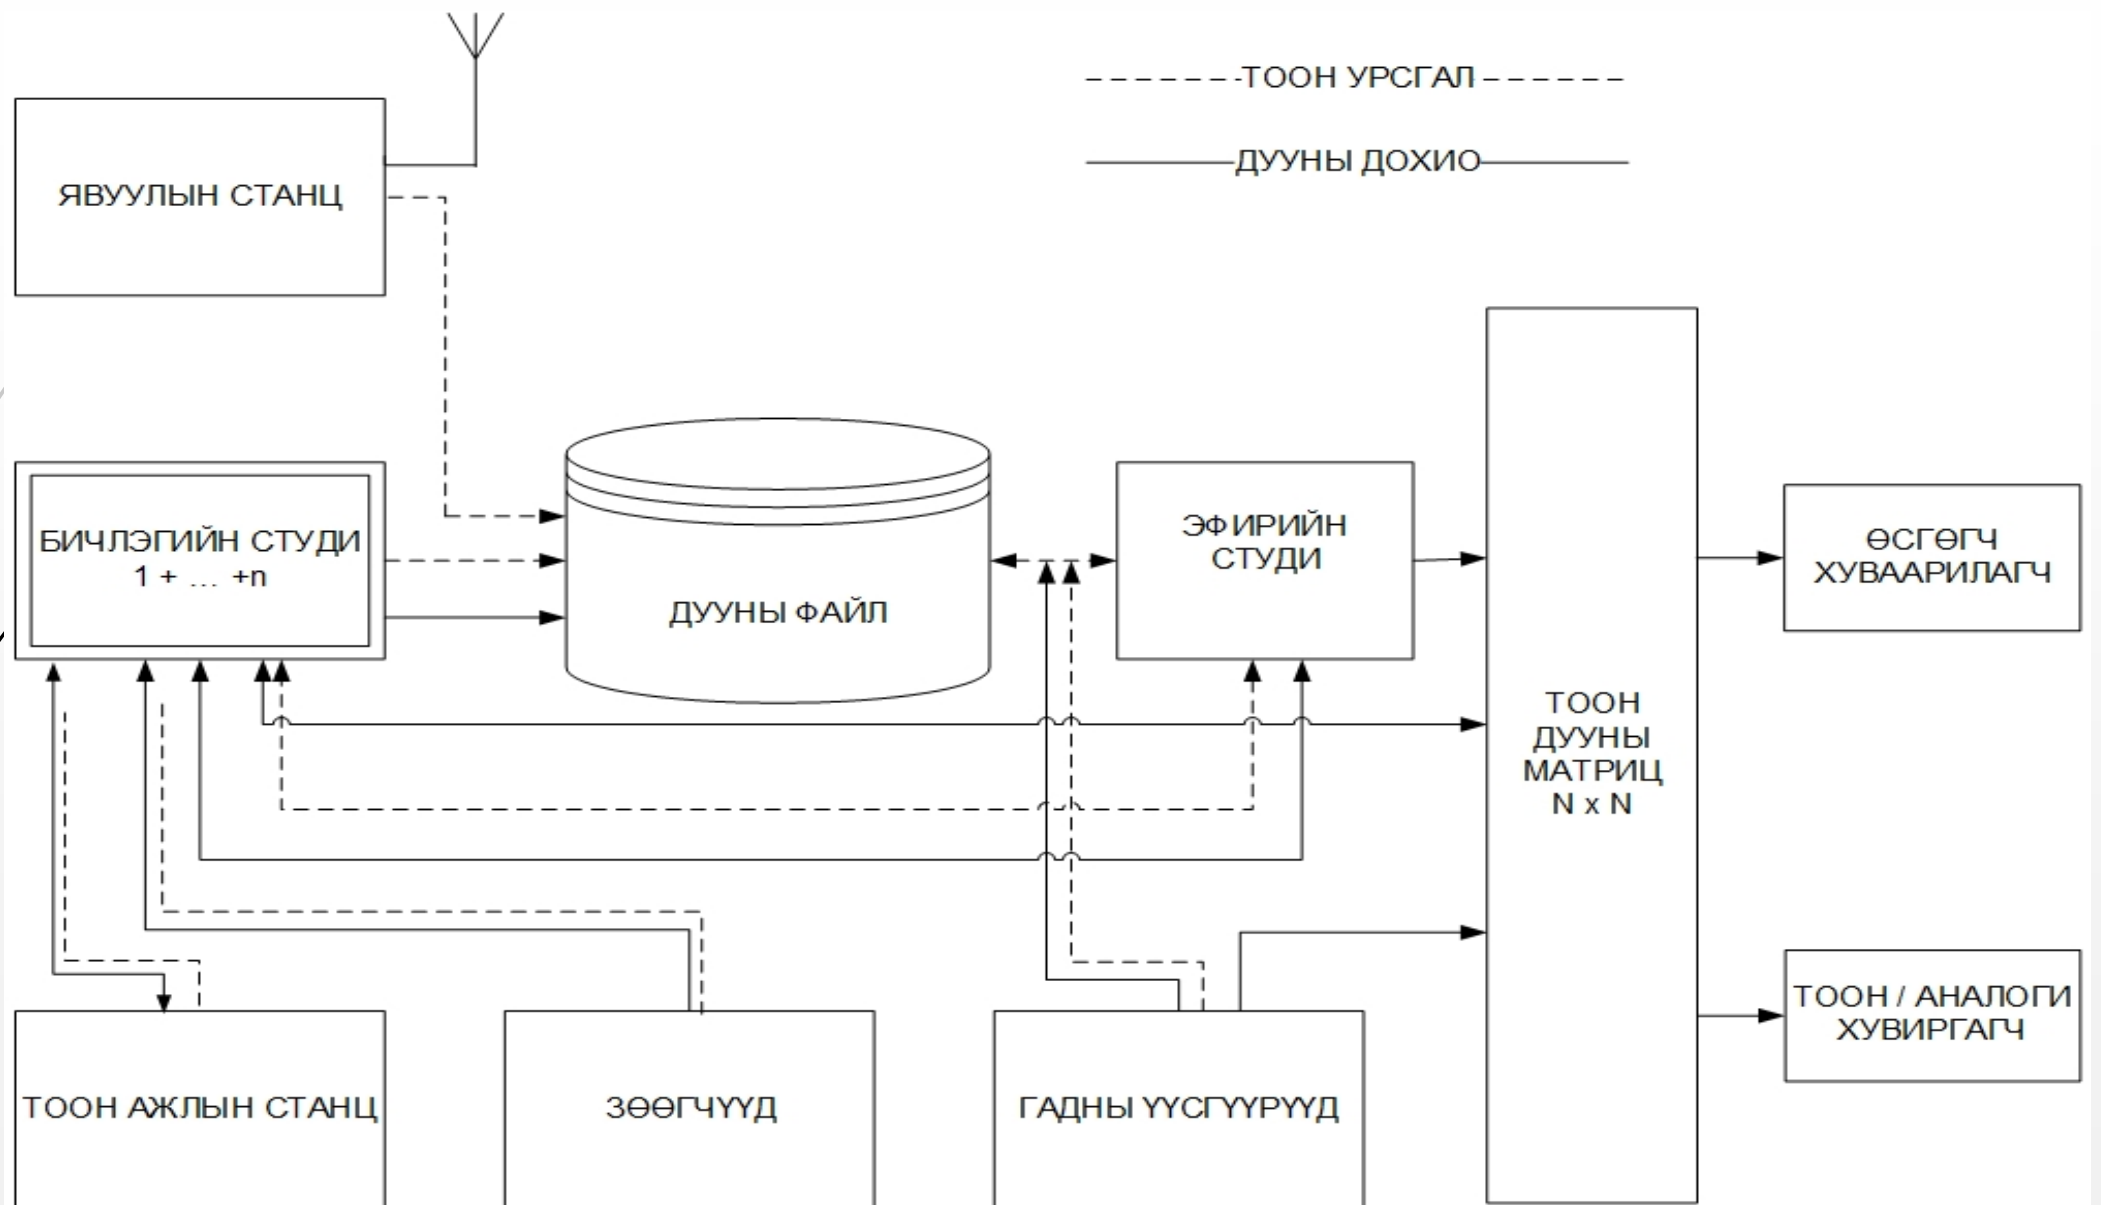 ТООН УРСГАЛ
ДУУНЫ ДОХИО
ЯВУУЛЫН СТАНЦ
БИЧЛЭГИЙН СТУДИ
1 + ... +n
ДУУНЫ ФАЙЛ
ЭФИРИЙН
СТУДИ
ТООН
ДУУНЫ
МАТРИЦ
N x N
ӨСГӨГЧ
ХУВААРИЛАГЧ
ТООН / АНАЛОГИ
ХУВИРГАГЧ
ТООН АЖЛЫН СТАНЦ
ЗӨӨГЧҮҮД
ГАДНЫ ҮҮСГҮҮРҮҮД